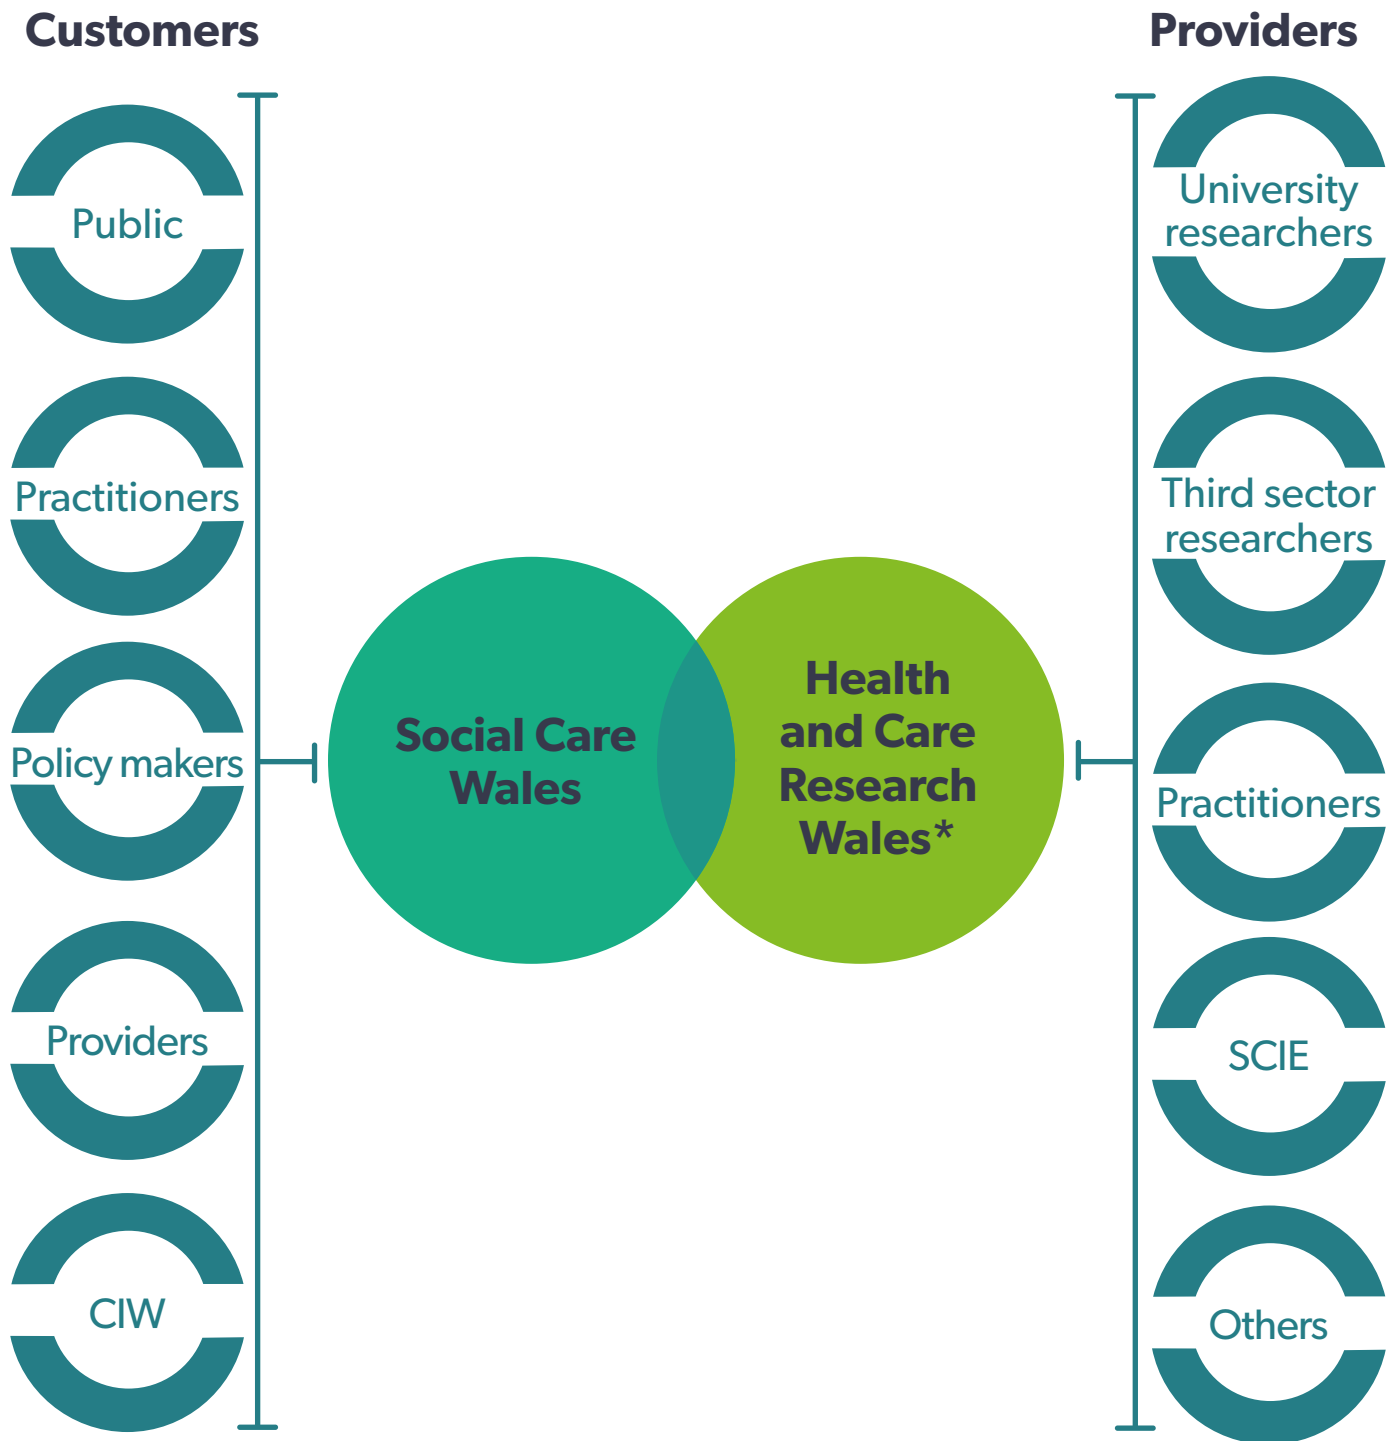 Customers
Public
Practitioners
Policy makers
Providers
CIW
Social Care
Wales
Health
and Care
Research
Wales*
Providers
University
researchers
Third sector
researchers
Practitioners
SCIE
Others